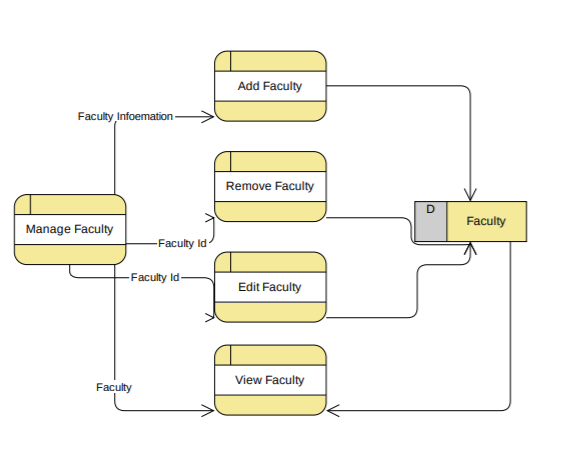 Add Faculty
Faculty Infoemation
Remove Faculty
D
Faculty
Manage Faculty
Faculty Id
Faculty Id
Edit Faculty
View Faculty
Faculty